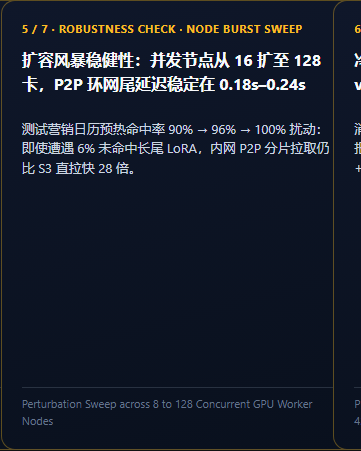 5 / 7 · ROBUSTNESS CHECK · NODE BURST SWEEP
扩容风暴稳健性：并发节点从 16 扩至 128
卡，P2P 环网尾延迟稳定在 0.18s–0.24s
测试营销日历预热命中率 90% → 96% → 100% 扰动：
即使遭遇 6% 未命中长尾 LoRA，内网 P2P 分片拉取仍
比 S3 直拉快 28 倍。
Perturbation Sweep across 8 to 128 Concurrent GPU Worker
Nodes